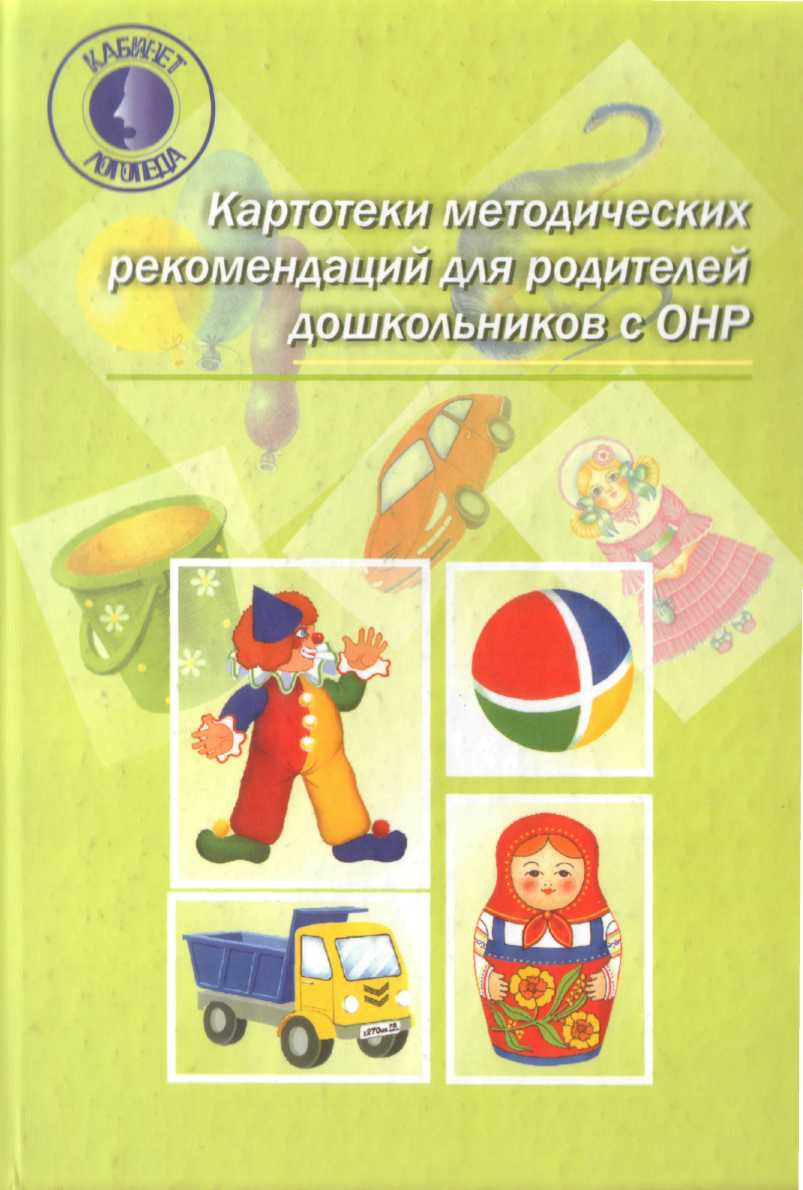 КАБИНЕТ
ЛОГОПЕДА
Картотеки методических
рекомендаций для родителей
дошкольников с ОНР